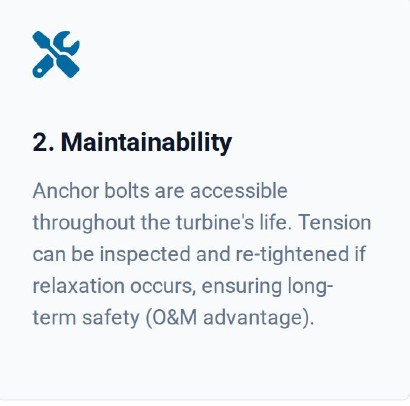 2. Maintainability
Anchor bolts are accessible
throughout the turbine's life. Tension
can be inspected and re-tightened if
relaxation occurs, ensuring long-
term safety (O&M advantage).